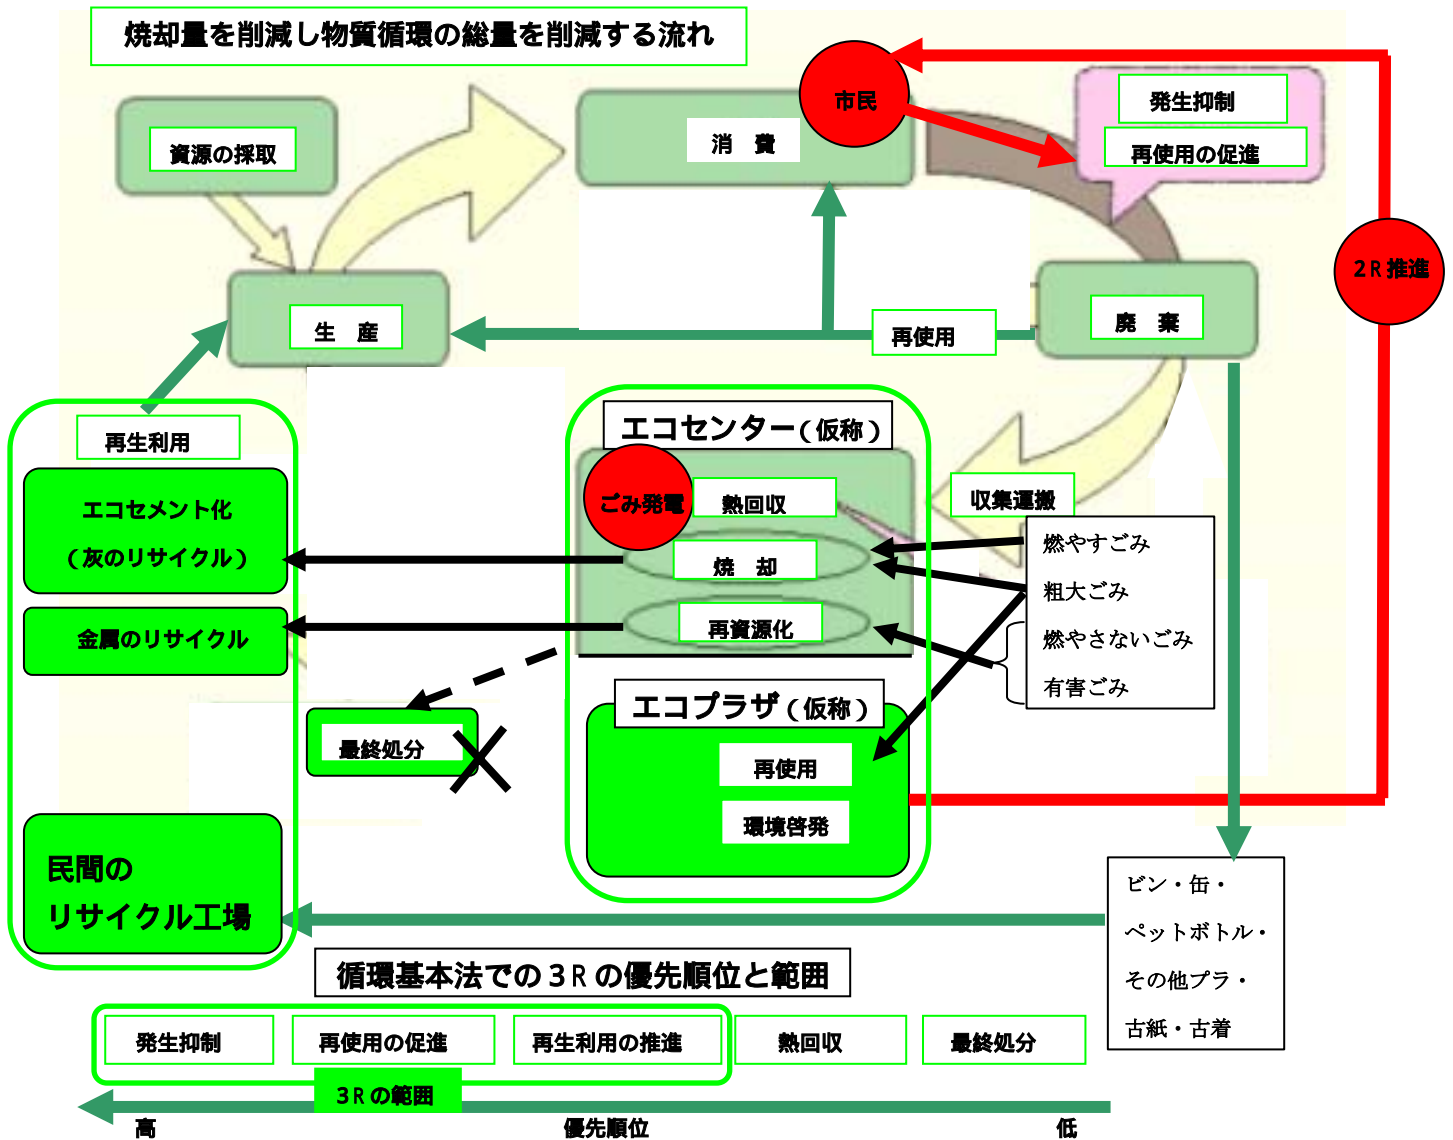 焼却量を削減し物質循環の総量を削減する流れ
市民
発生抑制
再使用の促進
消　費
資源の採取
2R推進
生　産
再使用
廃　棄
再生利用
エコセンター（仮称）
ごみ発電
熱回収
収集運搬
エコセメント化
（灰のリサイクル）
焼　却
燃やすごみ
粗大ごみ
燃やさないごみ
有害ごみ
金属のリサイクル
再資源化
エコプラザ（仮称）
最終処分
再使用
環境啓発
民間の
リサイクル工場
ビン・缶・
ペットボトル・
その他プラ・
古紙・古着
循環基本法での3Rの優先順位と範囲
発生抑制
再使用の促進
再生利用の推進
熱回収
最終処分
3Rの範囲
高
優先順位
低